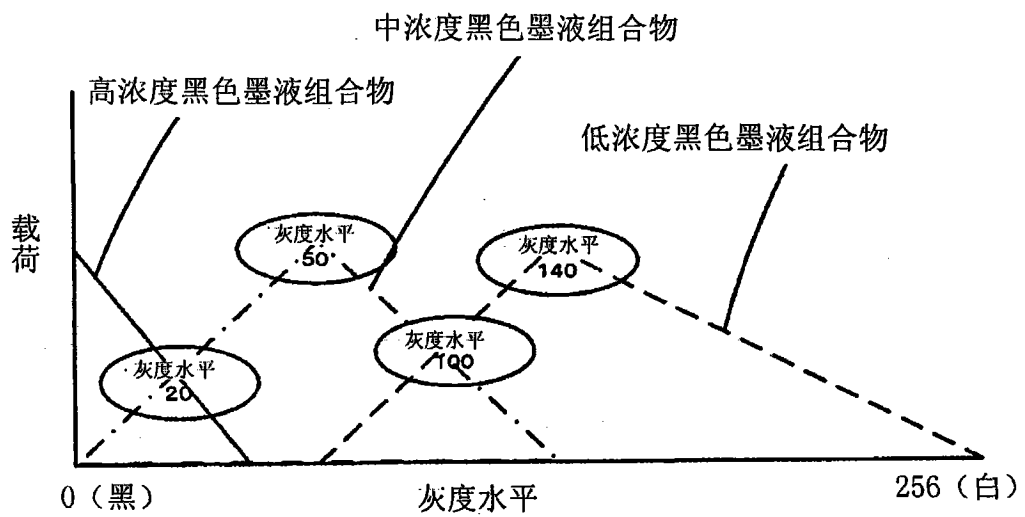 中浓度黑色墨液组合物
高浓度黑色墨液组合物
低浓度黑色墨液组合物
载荷
灰度水平
50
灰度水平
140
灰度水平
100
灰度水平
20
0（黑）
灰度水平
256（白）